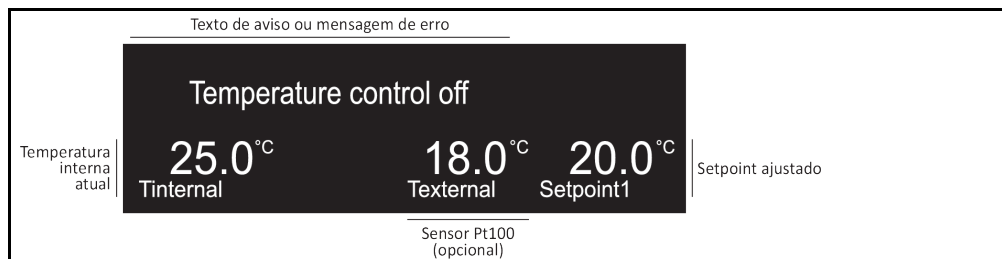 Texto de aviso ou mensagem de erro
Temperature control off
Temperatura
interna
atual
25.0°C
Tinternal
18.0°C
Texternal
20.0°C
Setpoint1
Setpoint ajustado
Sensor Pt100
(opcional)